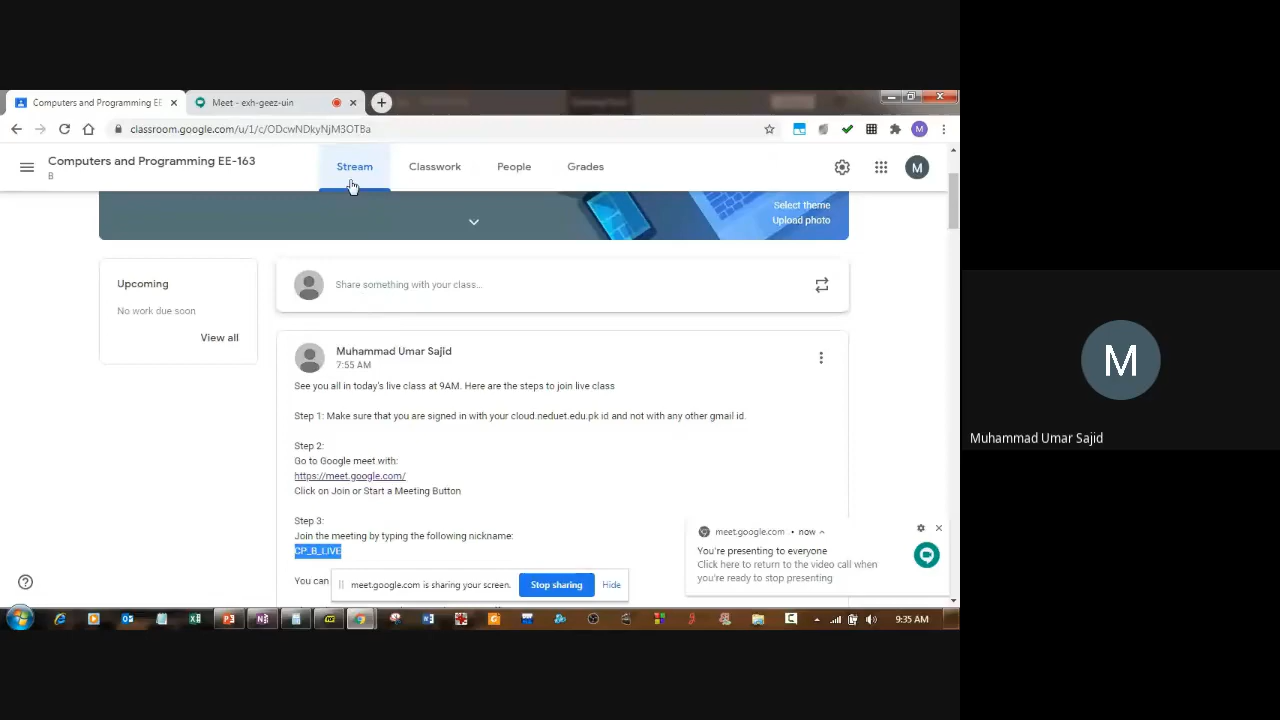 Computers and Programming EE
Meet - exh-geez-uin
classroom.google.com/u/1/c/ODcwNDkyNjM3OTBa
M
Computers and Programming EE-163
B
Stream
Classwork
People
Grades
M
Select theme
Upload photo
Upcoming
No work due soon
View all
Share something with your class...
Muhammad Umar Sajid
7:55 AM
See you all in today's live class at 9AM. Here are the steps to join live class
Step 1: Make sure that you are signed in with your cloud.neduet.edu.pk id and not with any other gmail id.
Step 2:
Go to Google meet with:
https://meet.google.com/
Click on Join or Start a Meeting Button
Step 3:
Join the meeting by typing the following nickname:
CP_B_LIVE
You can
meet.google.com is sharing your screen.
Stop sharing
Hide
meet.google.com • now
You're presenting to everyone
Click here to return to the video call when
you're ready to stop presenting
9:35 AM
M
Muhammad Umar Sajid